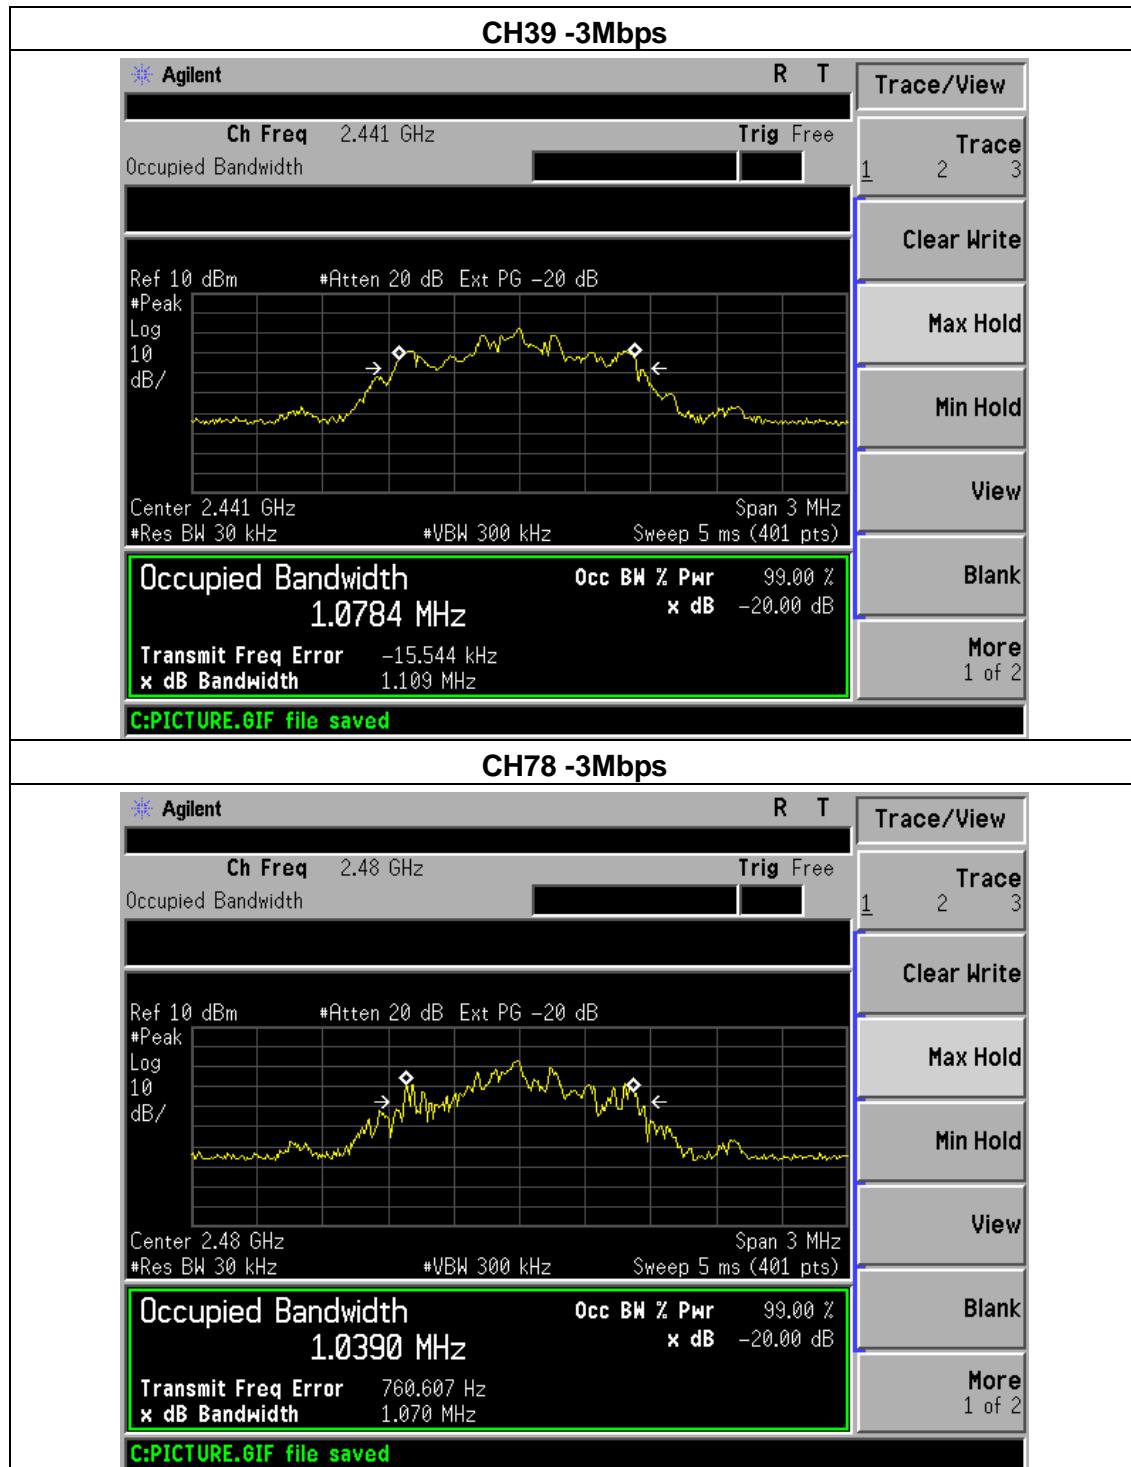 CH39 -3Mbps
Agilent R T
Trace/View
Ch Freq 2.441 GHz Trig Free
Occupied Bandwidth
Trace
1 2 3
Clear Write
Ref 10 dBm #Atten 20 dB Ext PG -20 dB
#Peak
Log
10
dB/
Max Hold
Min Hold
View
Center 2.441 GHz Span 3 MHz
#Res BW 30 kHz #VBW 300 kHz Sweep 5 ms (401 pts)
Occupied Bandwidth Occ BW % Pwr 99.00 %
1.0784 MHz x dB -20.00 dB
Blank
Transmit Freq Error -15.544 kHz
x dB Bandwidth 1.109 MHz
More
1 of 2
C:PICTURE.GIF file saved
CH78 -3Mbps
Agilent R T
Trace/View
Ch Freq 2.48 GHz Trig Free
Occupied Bandwidth
Trace
1 2 3
Clear Write
Ref 10 dBm #Atten 20 dB Ext PG -20 dB
#Peak
Log
10
dB/
Max Hold
Min Hold
View
Center 2.48 GHz Span 3 MHz
#Res BW 30 kHz #VBW 300 kHz Sweep 5 ms (401 pts)
Occupied Bandwidth Occ BW % Pwr 99.00 %
1.0390 MHz x dB -20.00 dB
Blank
Transmit Freq Error 760.607 Hz
x dB Bandwidth 1.070 MHz
More
1 of 2
C:PICTURE.GIF file saved